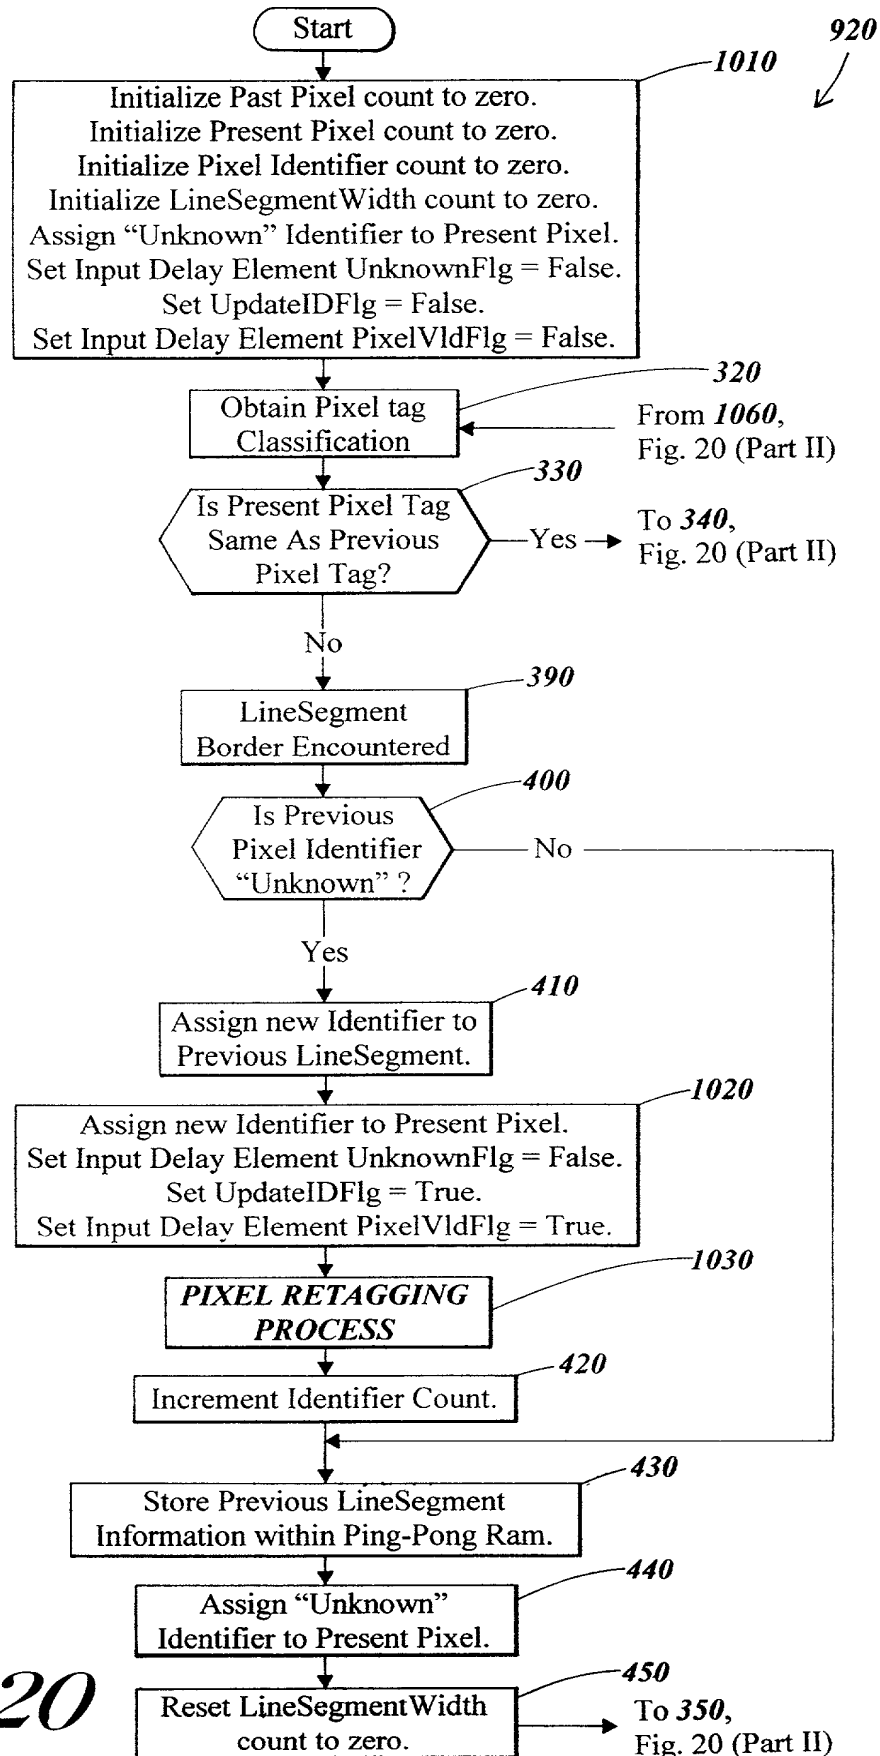 Start
920
1010
Initialize Past Pixel count to zero.
Initialize Present Pixel count to zero.
Initialize Pixel Identifier count to zero.
Initialize LineSegmentWidth count to zero.
Assign “Unknown” Identifier to Present Pixel.
Set Input Delay Element UnknownFlg = False.
Set UpdateIDFlg = False.
Set Input Delay Element PixelVldFlg = False.
320
Obtain Pixel tag
Classification
From 1060,
Fig. 20 (Part II)
330
Is Present Pixel Tag
Same As Previous
Pixel Tag?
Yes
To 340,
Fig. 20 (Part II)
No
390
LineSegment
Border Encountered
400
Is Previous
Pixel Identifier
“Unknown” ?
No
Yes
410
Assign new Identifier to
Previous LineSegment.
1020
Assign new Identifier to Present Pixel.
Set Input Delay Element UnknownFlg = False.
Set UpdateIDFlg = True.
Set Input Delay Element PixelVldFlg = True.
1030
PIXEL RETAGGING
PROCESS
420
Increment Identifier Count.
430
Store Previous LineSegment
Information within Ping-Pong Ram.
440
Assign “Unknown”
Identifier to Present Pixel.
450
Reset LineSegmentWidth
count to zero.
To 350,
Fig. 20 (Part II)
20